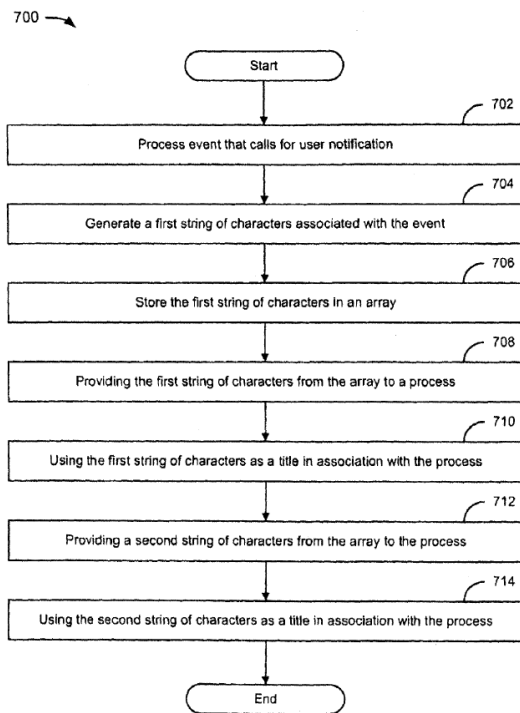 700
Start
702
Process event that calls for user notification
704
Generate a first string of characters associated with the event
706
Store the first string of characters in an array
708
Providing the first string of characters from the array to a process
710
Using the first string of characters as a title in association with the process
712
Providing a second string of characters from the array to the process
714
Using the second string of characters as a title in association with the process
End